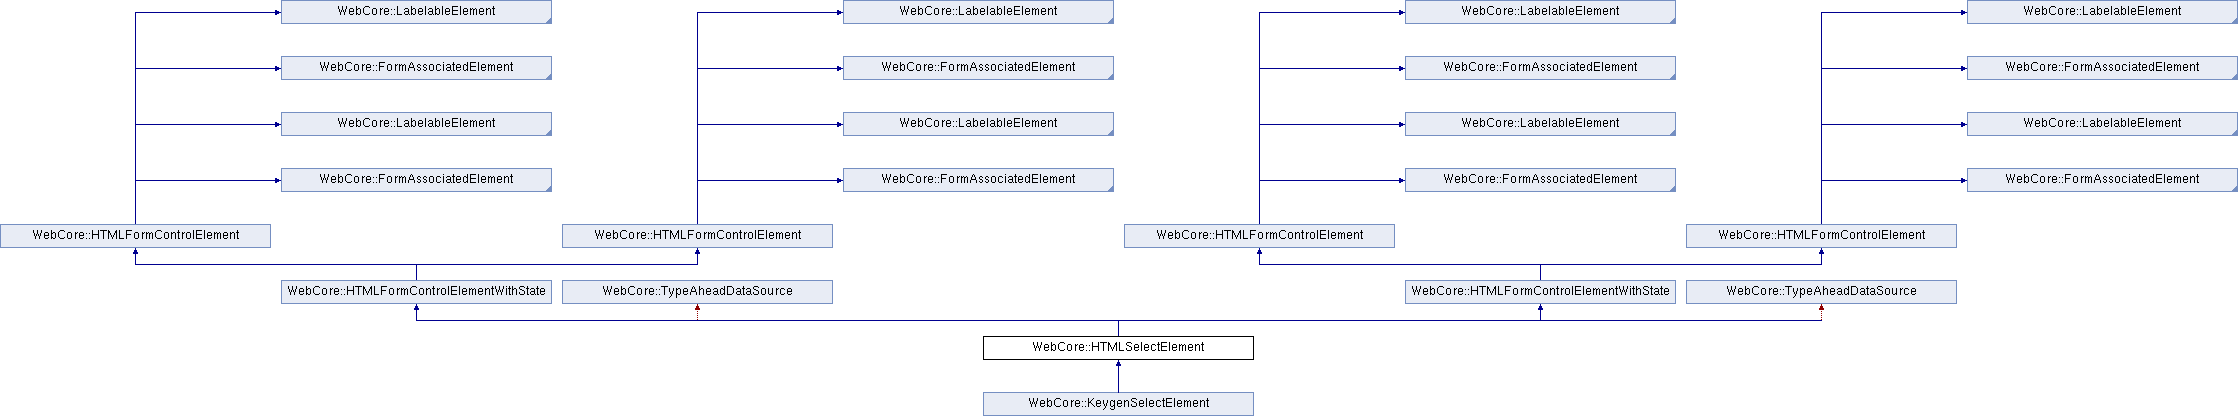 WebCore::LabelableElement
WebCore::LabelableElement
WebCore::LabelableElement
WebCore::LabelableElement
WebCore::FormAssociatedElement
WebCore::FormAssociatedElement
WebCore::FormAssociatedElement
WebCore::FormAssociatedElement
WebCore::LabelableElement
WebCore::LabelableElement
WebCore::LabelableElement
WebCore::LabelableElement
WebCore::FormAssociatedElement
WebCore::FormAssociatedElement
WebCore::FormAssociatedElement
WebCore::FormAssociatedElement
WebCore::HTMLFormControlElement
WebCore::HTMLFormControlElement
WebCore::HTMLFormControlElement
WebCore::HTMLFormControlElement
WebCore::HTMLFormControlElementWithState
WebCore::TypeAheadDataSource
WebCore::HTMLFormControlElementWithState
WebCore::TypeAheadDataSource
WebCore::HTMLSelectElement
WebCore::KeygenSelectElement